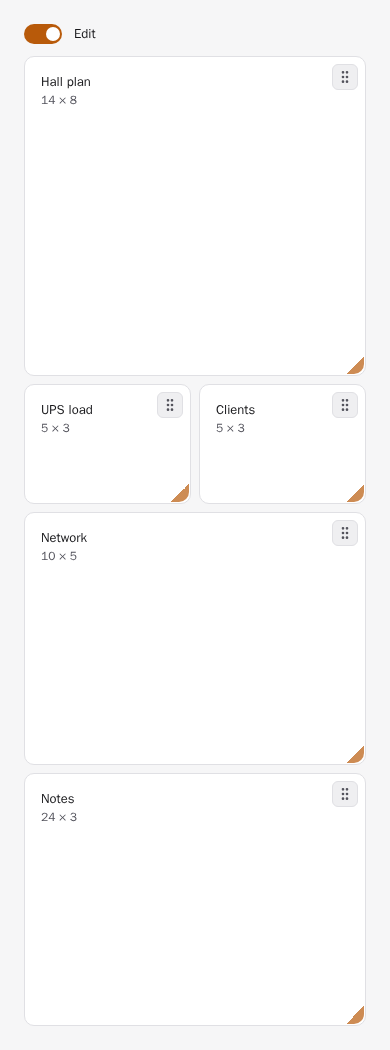 Edit
Hall plan
14 × 8
UPS load
5 × 3
Clients
5 × 3
Network
10 × 5
Notes
24 × 3